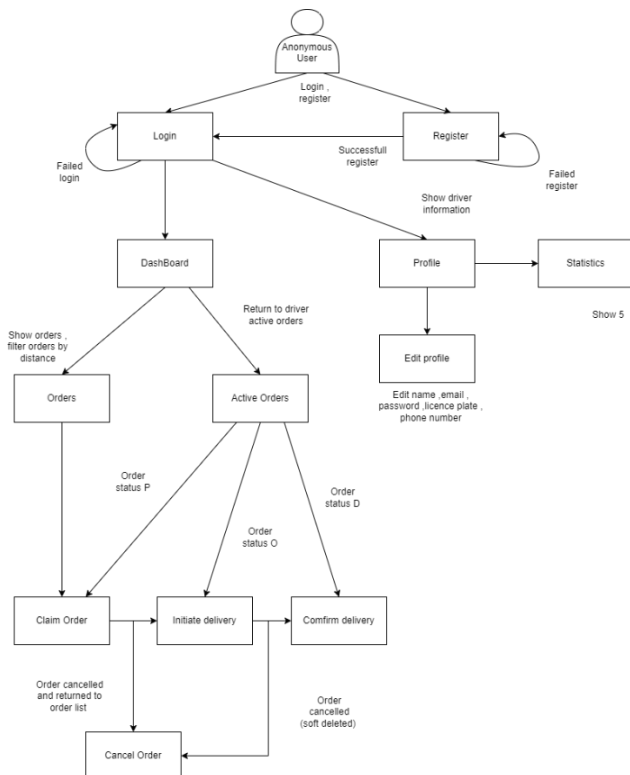 Anonymous
User
Login ,
register
Login
Register
Successfull
register
Failed
login
Failed
register
Show driver
information
DashBoard
Profile
Statistics
Return to driver
active orders
Show orders ,
filter orders by
distance
Show 5
Edit profile
Orders
Active Orders
Edit name ,email ,
password ,licence plate ,
phone number
Order
status P
Order
status D
Order
status O
Claim Order
Initiate delivery
Comfirm delivery
Order cancelled
and returned to
order list
Order
cancelled
(soft deleted)
Cancel Order